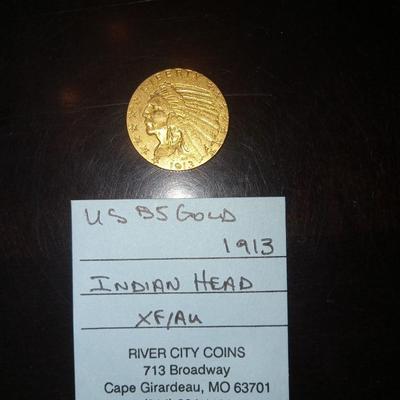 LIBERTY
1913
US $5 GOLD
1913
INDIAN HEAD
XF/AU
RIVER CITY COINS
713 Broadway
Cape Girardeau, MO 63701